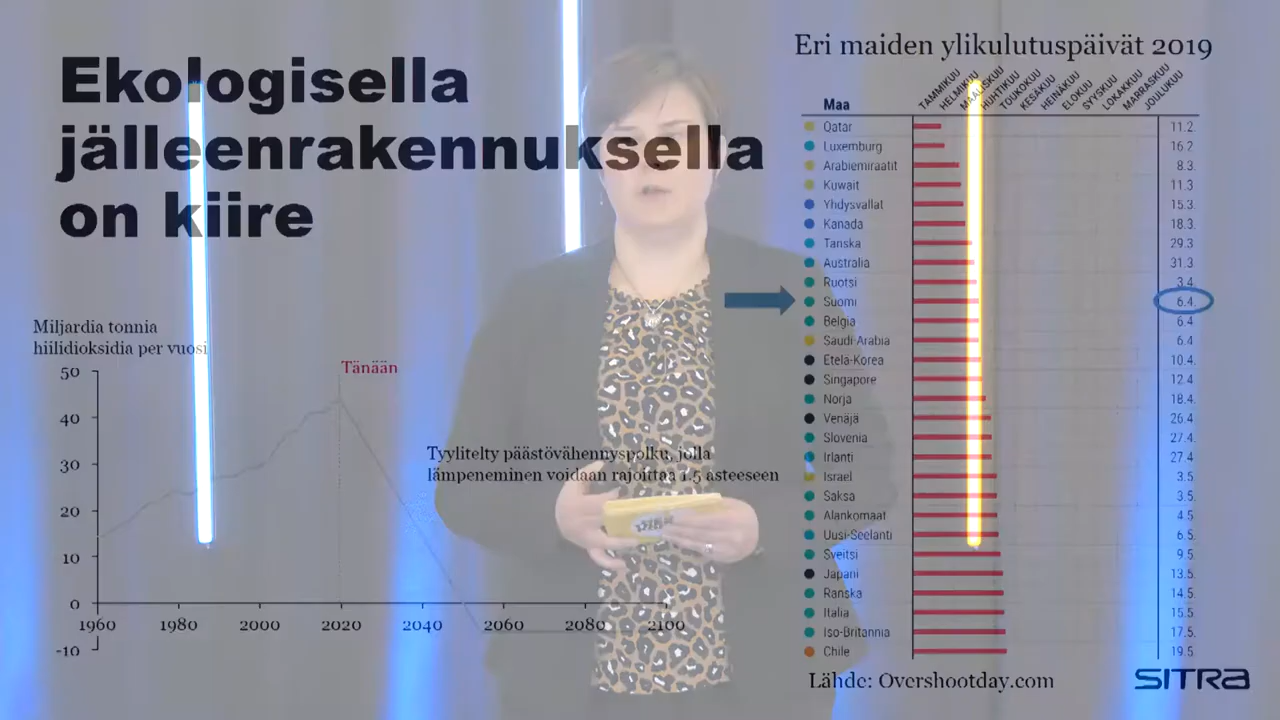 Ekologisella
jälleenrakennuksella
on kiire
Miljardia tonnia
hiilidioksidia per vuosi
Tänään
50
40
30
20
10
0
-10
1960 1980 2000 2020 2040 2060 2080 2100
Tyylitelty päästövähennyspolku, jolla
lämpeneminen voidaan rajoittaa 1.5 asteeseen
Eri maiden ylikulutuspäivät 2019
Maa TAMMIKUU HELMIKUU MAALISKUU HUHTIKUU TOUKOKUU KESÄKUU HEINÄKUU ELOKUU SYYSKUU LOKAKUU MARRASKUU JOULUKUU
Qatar 11.2.
Luxemburg 16.2
Arabiemiraatit 8.3.
Kuwait 11.3
Yhdysvallat 15.3.
Kanada 18.3.
Tanska 29.3
Australia 31.3
Ruotsi 3.4.
Suomi 6.4.
Belgia 6.4
Saudi-Arabia 6.4
Etelä-Korea 10.4.
Singapore 12.4
Norja 18.4.
Venäjä 26.4
Slovenia 27.4.
Irlanti 27.4
Israel 3.5.
Saksa 3.5.
Alankomaat 4.5
Uusi-Seelanti 6.5.
Sveitsi 9.5
Japani 13.5.
Ranska 14.5.
Italia 15.5.
Iso-Britannia 17.5.
Chile 19.5.
Lähde: Overshootday.com
SITRA